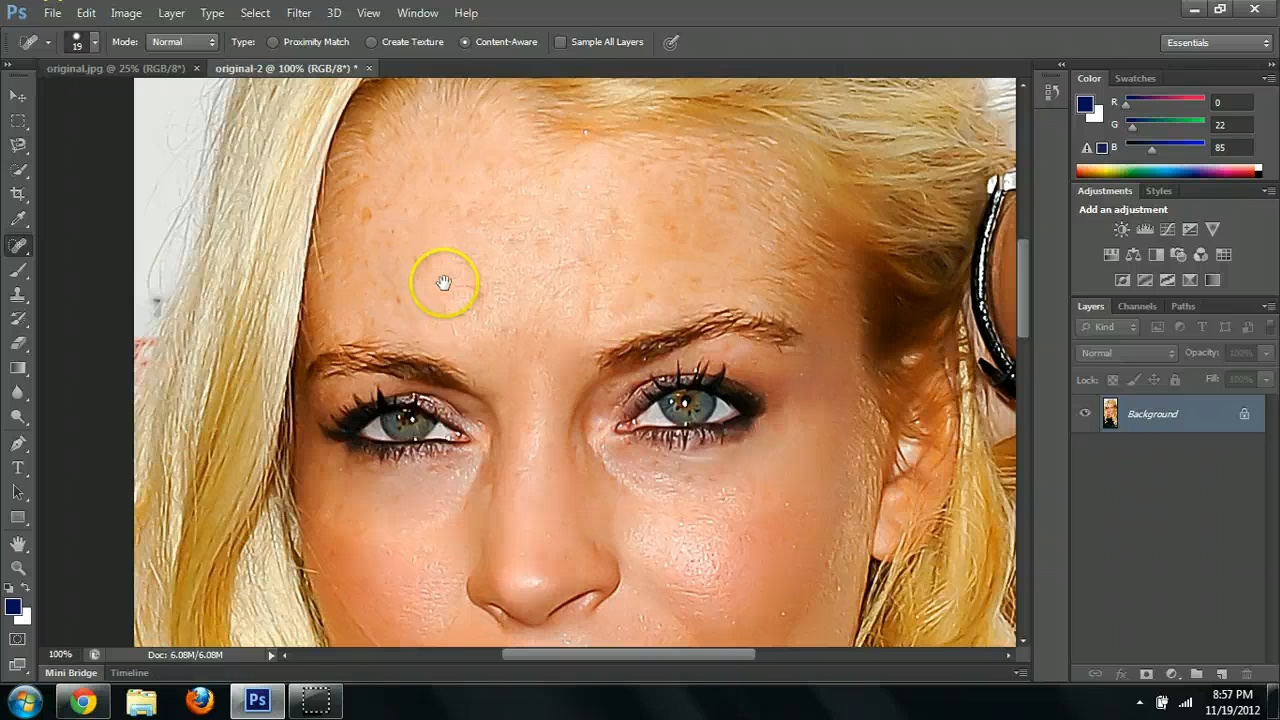 Ps File Edit Image Layer Type Select Filter 3D View Window Help
19 Mode: Normal Type: Proximity Match Create Texture Content-Aware Sample All Layers Essentials
original.jpg @ 25% (RGB/8*) × original-2 @ 100% (RGB/8*) * ×
Color Swatches
R 0
G 22
B 85
Adjustments Styles
Add an adjustment
Layers Channels Paths
Kind
Normal Opacity: 100%
Lock: Fill: 100%
Background
T
100% Doc: 6.08M/6.08M
Mini Bridge Timeline
Ps
8:57 PM
11/19/2012